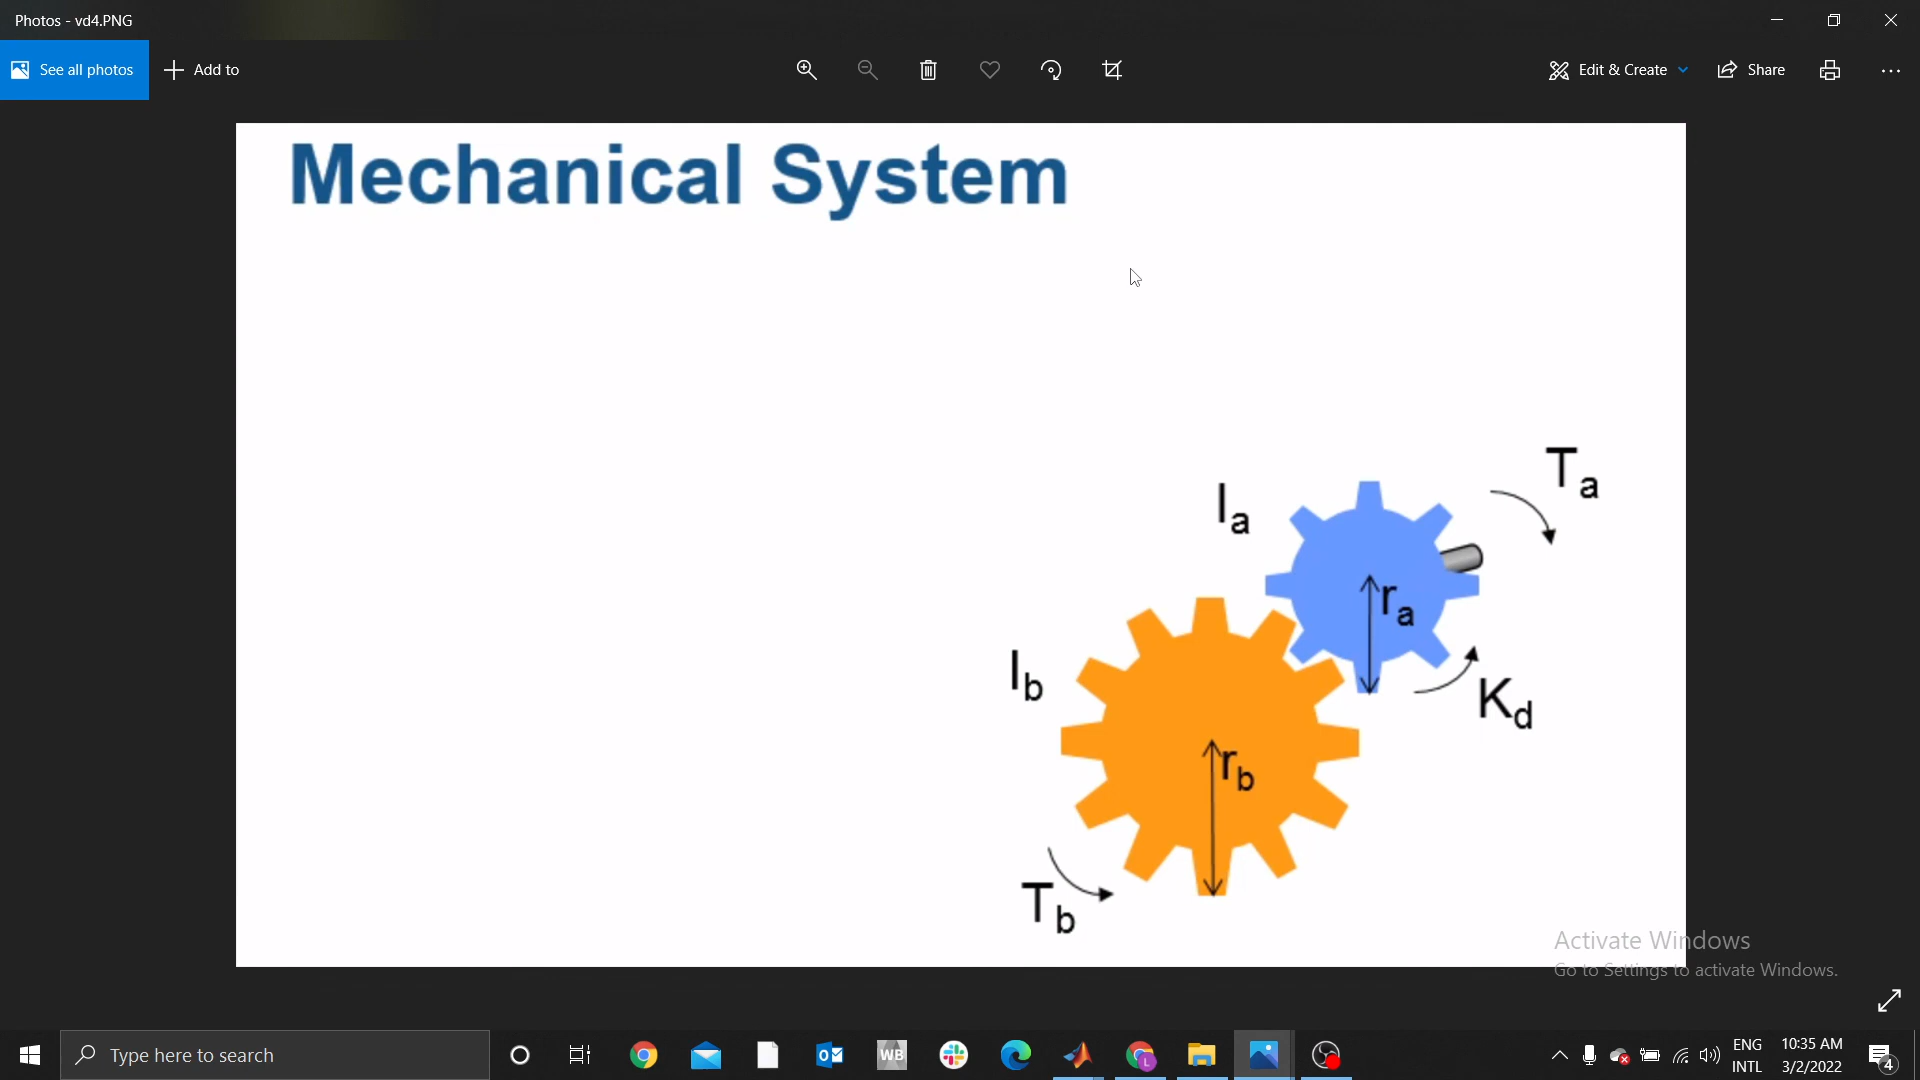 Photos - vd4.PNG
See all photos
Add to
Edit & Create
Share
Mechanical System
Ta
Ia
ra
Ib
Kd
rb
Tb
Activate Windows
Go to Settings to activate Windows.
Type here to search
WB
ENG
INTL
10:35 AM
3/2/2022
4